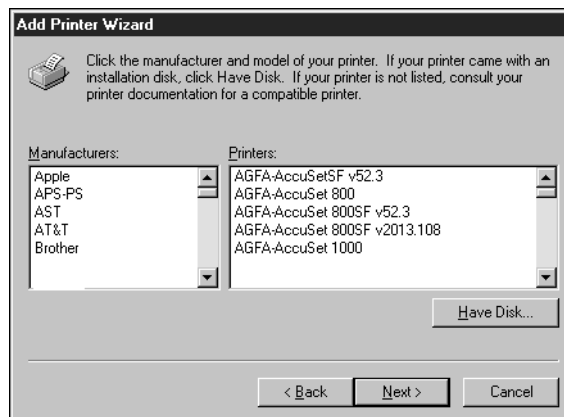 Add Printer Wizard
Click the manufacturer and model of your printer. If your printer came with an
installation disk, click Have Disk. If your printer is not listed, consult your
printer documentation for a compatible printer.
Manufacturers:
Apple
APS-PS
AST
AT&T
Brother
Printers:
AGFA-AccuSetSF v52.3
AGFA-AccuSet 800
AGFA-AccuSet 800SF v52.3
AGFA-AccuSet 800SF v2013.108
AGFA-AccuSet 1000
Have Disk...
< Back
Next >
Cancel